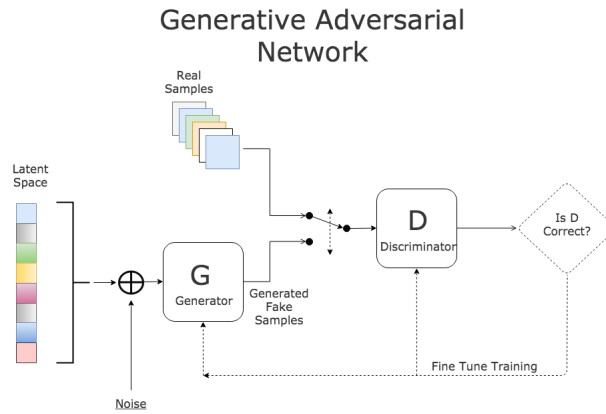 Generative Adversarial
Network
Real
Samples
Latent
Space
G
Generator
Generated
Fake
Samples
D
Discriminator
Is D
Correct?
Fine Tune Training
Noise